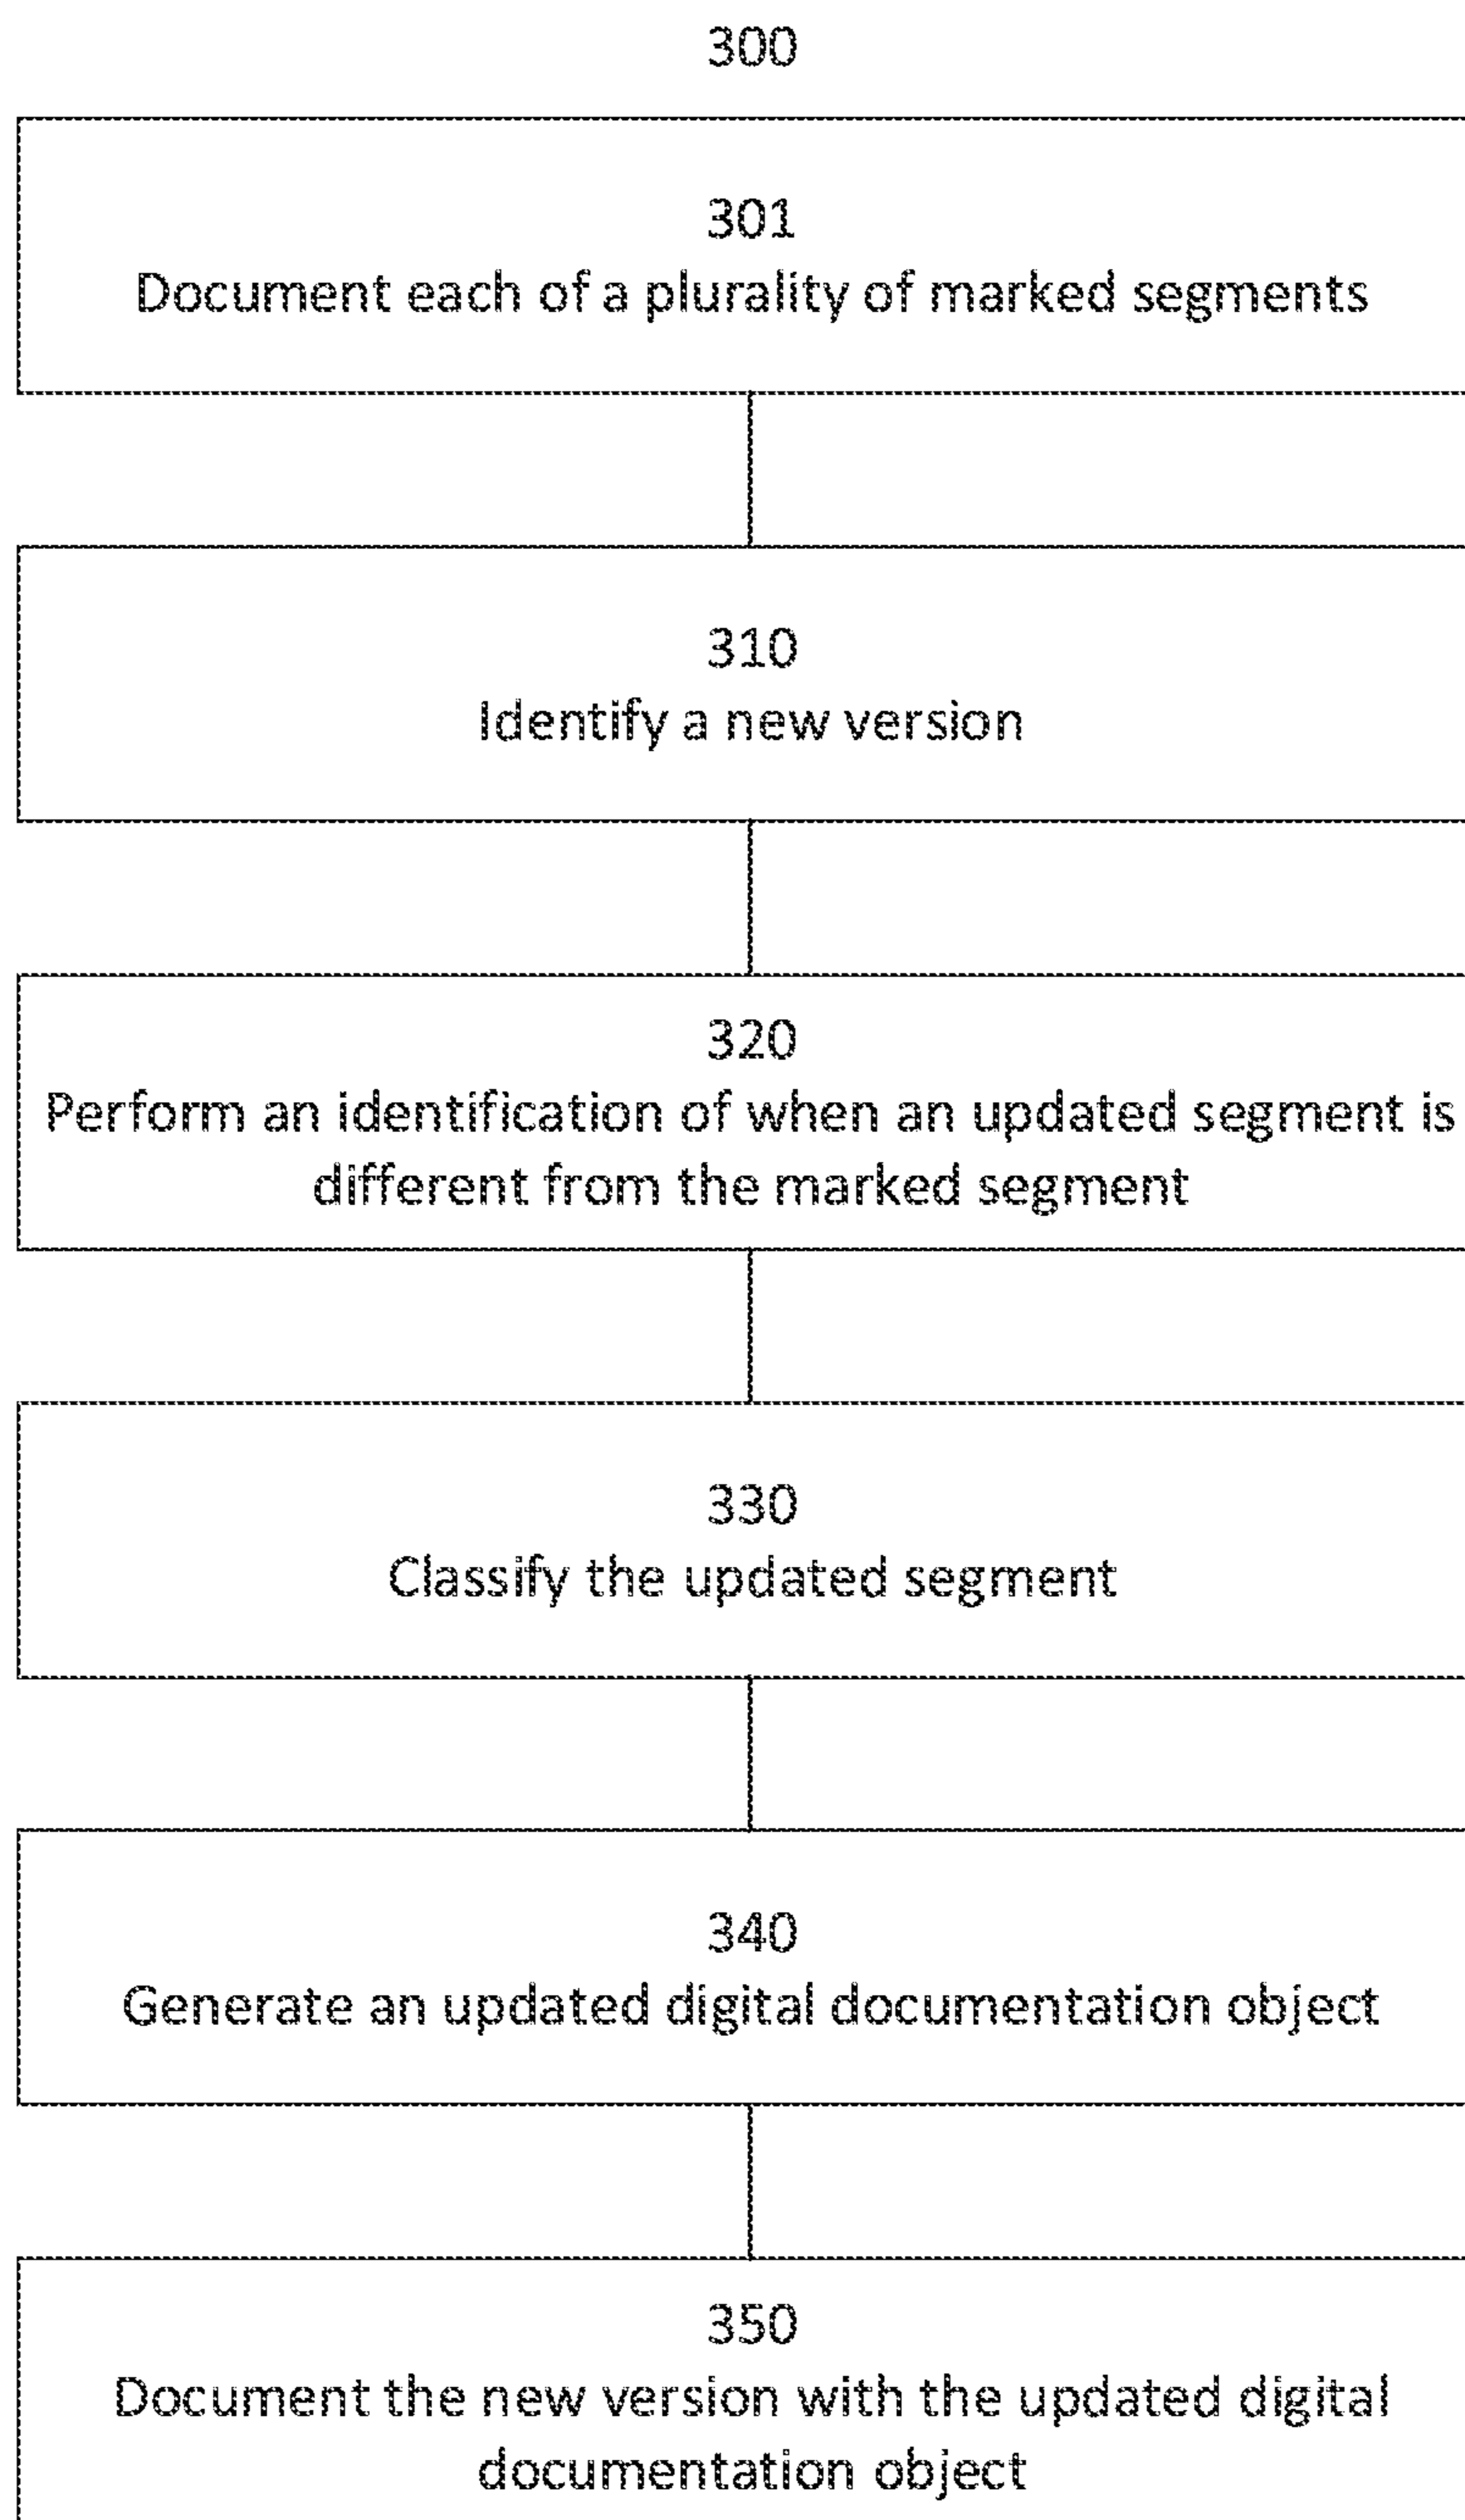 300
301
Document each of a plurality of marked segments
310
Identify a new version
320
Perform an identification of when an updated segment is
different from the marked segment
330
Classify the updated segment
340
Generate an updated digital documentation object
350
Document the new version with the updated digital
documentation object